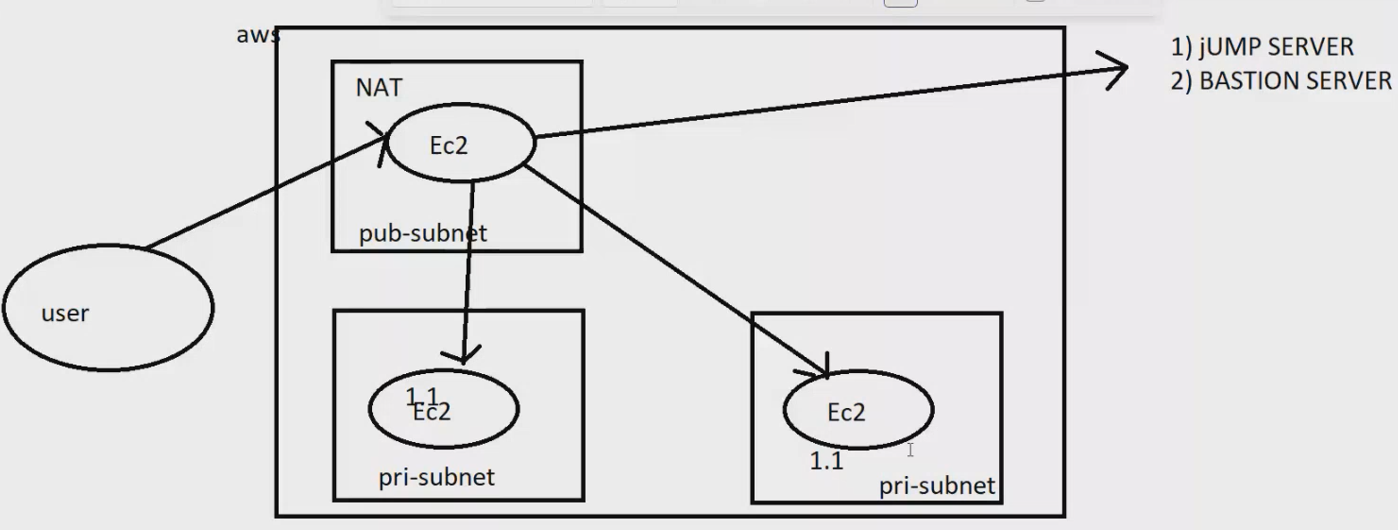 aws
1) jUMP SERVER
2) BASTION SERVER
NAT
Ec2
pub-subnet
user
1.1
Ec2
pri-subnet
Ec2
1.1
pri-subnet